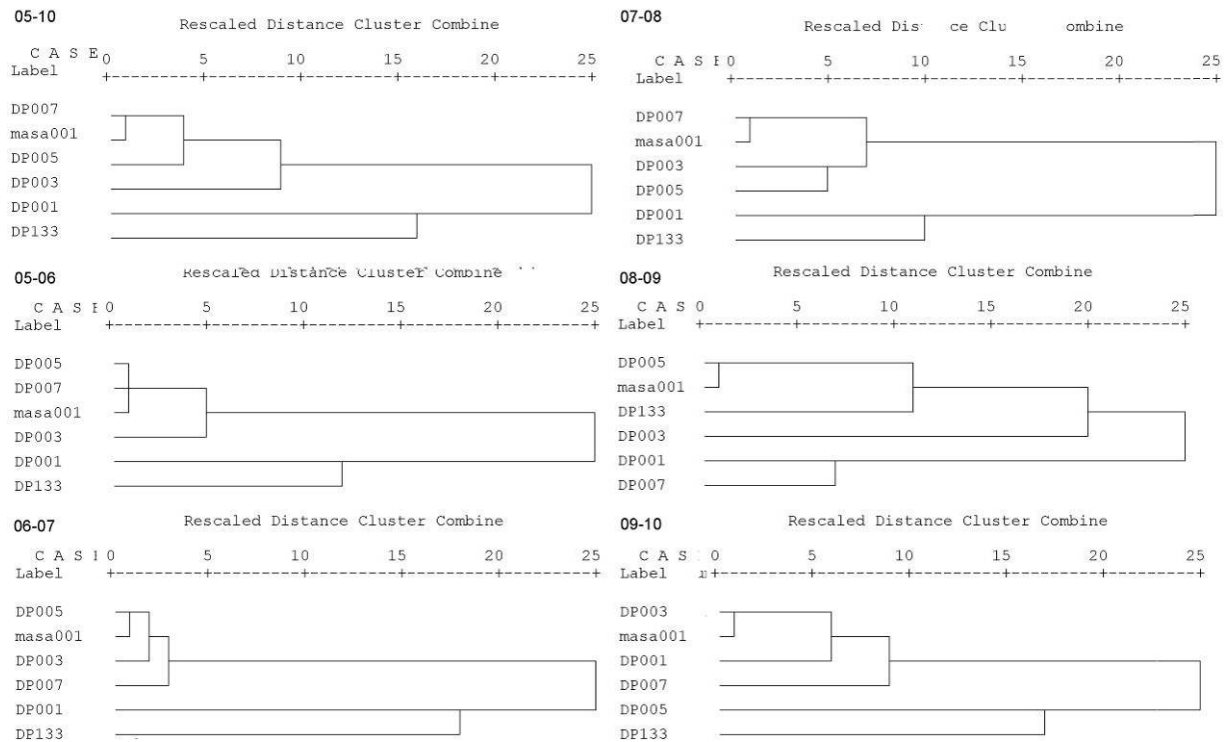 05-10
Rescaled Distance Cluster Combine
C A S E 0 5 10 15 20 25
Label +---------+---------+---------+---------+---------+
DP007
masa001
DP005
DP003
DP001
DP133
05-06
Rescaled Distance Cluster Combine
C A S E 0 5 10 15 20 25
Label +---------+---------+---------+---------+---------+
DP005
DP007
masa001
DP003
DP001
DP133
06-07
Rescaled Distance Cluster Combine
C A S 0 5 10 15 20 25
Label +---------+---------+---------+---------+---------+
DP005
masa001
DP003
DP007
DP001
DP133
07-08
Rescaled
C A S 0 5 10 15 20 25
Label +---------+---------+---------+---------+---------+
DP007
masa001
DP003
DP005
DP001
DP133
08-09
Rescaled Distance Cluster Combine
C A S 0 5 10 15 20 25
Label +---------+---------+---------+---------+---------+
DP005
masa001
DP133
DP003
DP001
DP007
09-10
Rescaled Distance Cluster Combine
C A S 0 5 10 15 20 25
Label +---------+---------+---------+---------+---------+
DP003
masa001
DP001
DP007
DP005
DP133